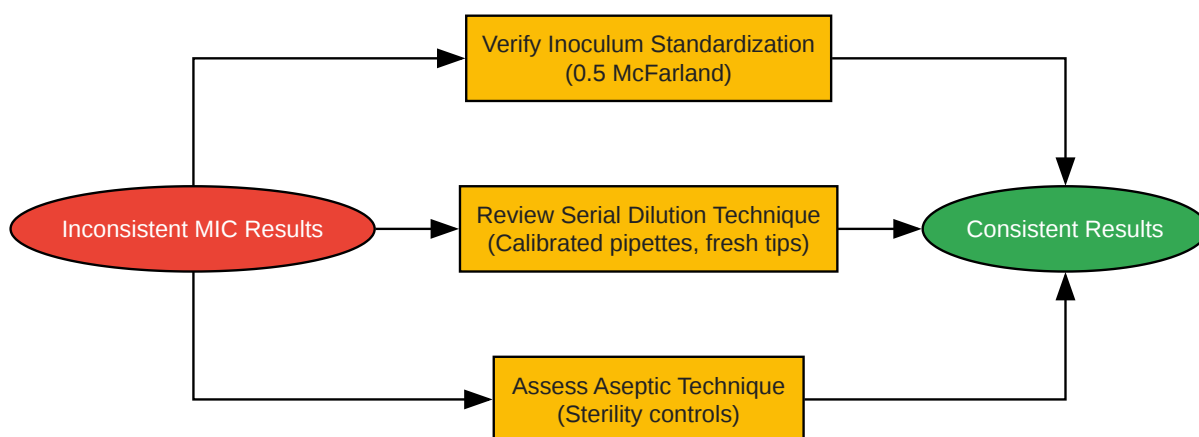 Verify Inoculum Standardization
(0.5 McFarland)
Inconsistent MIC Results
Review Serial Dilution Technique
(Calibrated pipettes, fresh tips)
Consistent Results
Assess Aseptic Technique
(Sterility controls)